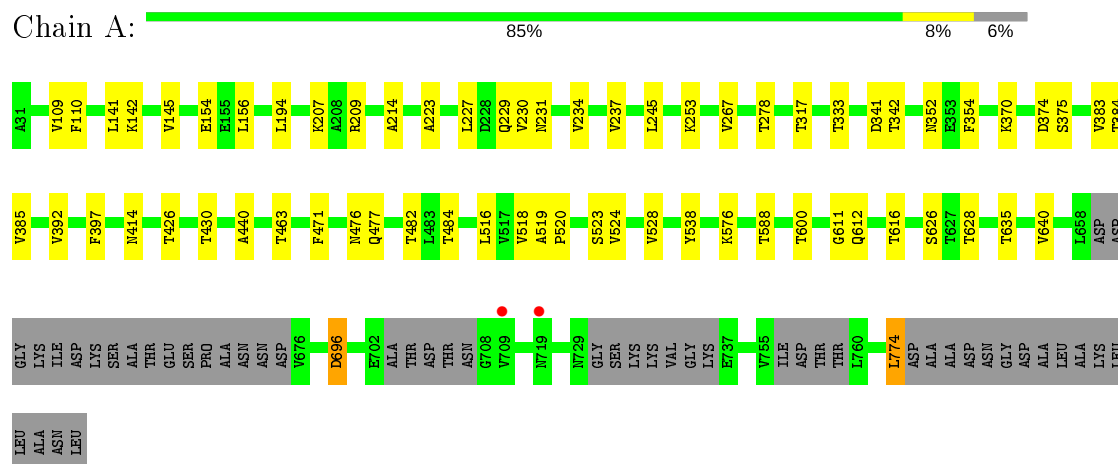 Chain A:
85% 8% 6%
A31 V109 F110 L141 K142 V145 E154 E155 L156 L194 K207 A208 R209 A214 A223 L227 D228 Q229 V230 N231 V234 V237 L245 K253 V267 T278 T317 T333 D341 T342 N352 E353 F354 K370 D374 S375 V383 T384
V385 V392 F397 N414 T426 T430 A440 T463 F471 N476 Q477 T482 L483 T484 L516 V517 V518 A519 P520 S523 V524 V528 Y538 K576 T588 T600 G611 Q612 T616 S626 T627 T628 T635 V640 L658 ASP ASP
GLY LYS ILE ASP LYS SER ALA THR GLU SER PRO ALA ASN ASN ASP V676 D696 E702 ALA THR ASP THR ASN G708 V709 N719 N729 GLY SER LYS LYS VAL GLY LYS E737 V755 ILE ASP THR THR L760 L774 ASP ALA ALA ASP ASP ASN GLY ASP ALA LEU ALA LYS LEU
LEU ALA ASN LEU